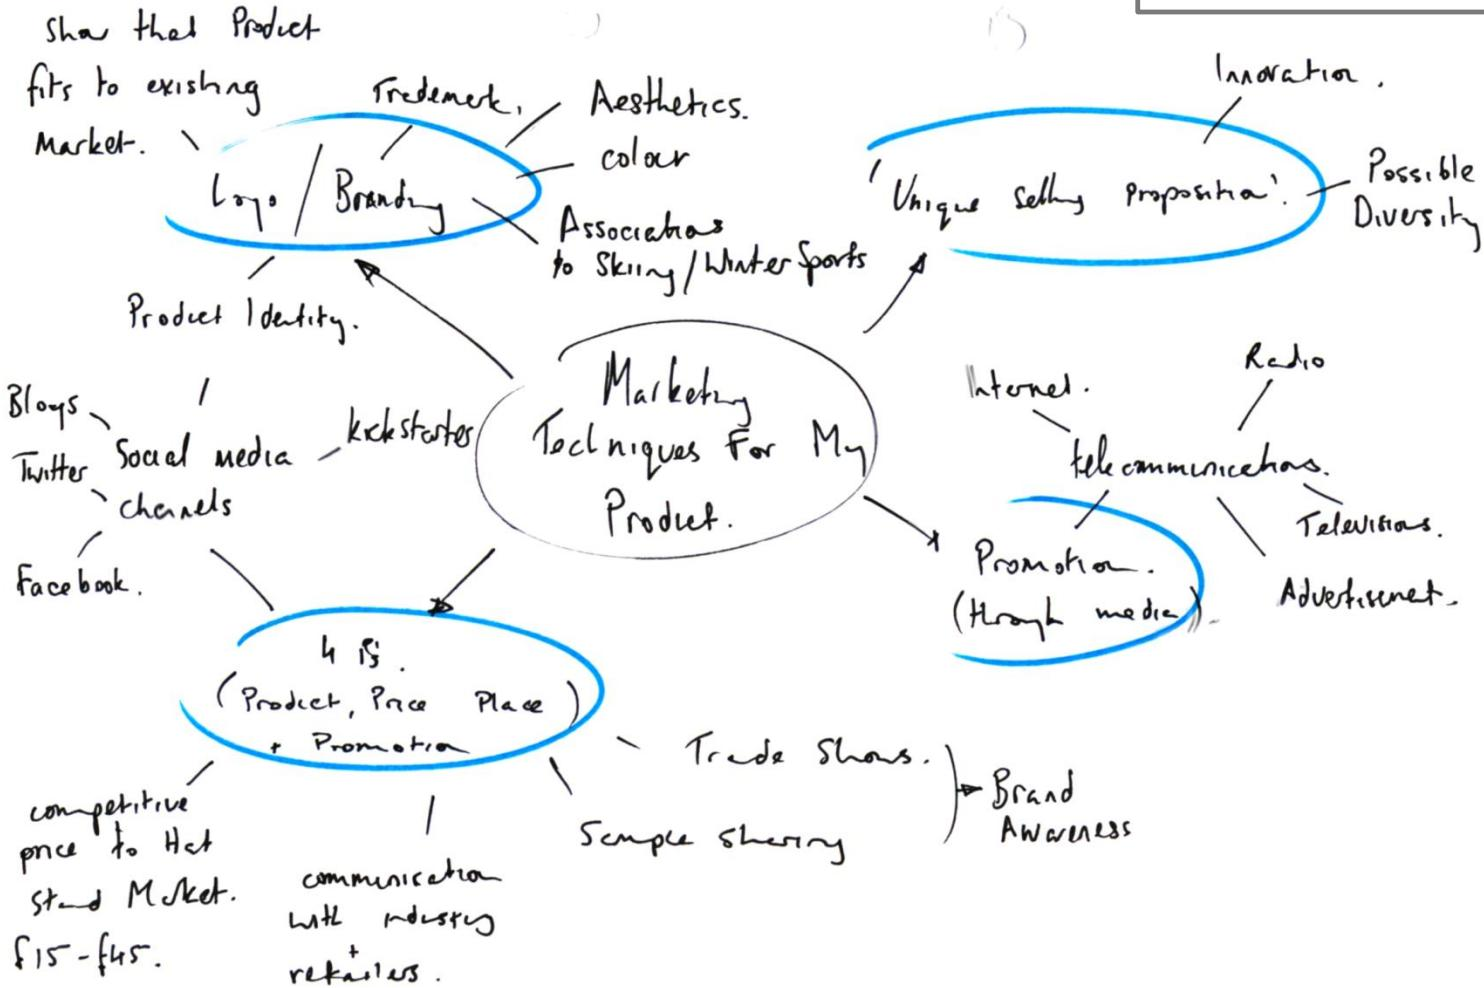 Show that Product
fits to existing
Market.
Trademark.
Aesthetics.
colour
Logo / Branding
Associations
to Skiing / Winter Sports
Product Identity.
Innovation.
'Unique Selling Proposition'.
Possible
Diversity
Marketing
Techniques For My
Product.
Blogs
Twitter
Social media
channels
kickstarter
Facebook.
Internet.
Radio
telecommunications.
Televisions.
Advertisement.
Promotion.
(through media).
4 P's.
(Product, Price Place
+ Promotion)
competitive
price to Hat
Stand Market.
£15-£45.
communication
with industry
+
retailers.
Trade Shows.
Sample sharing
Brand
Awareness